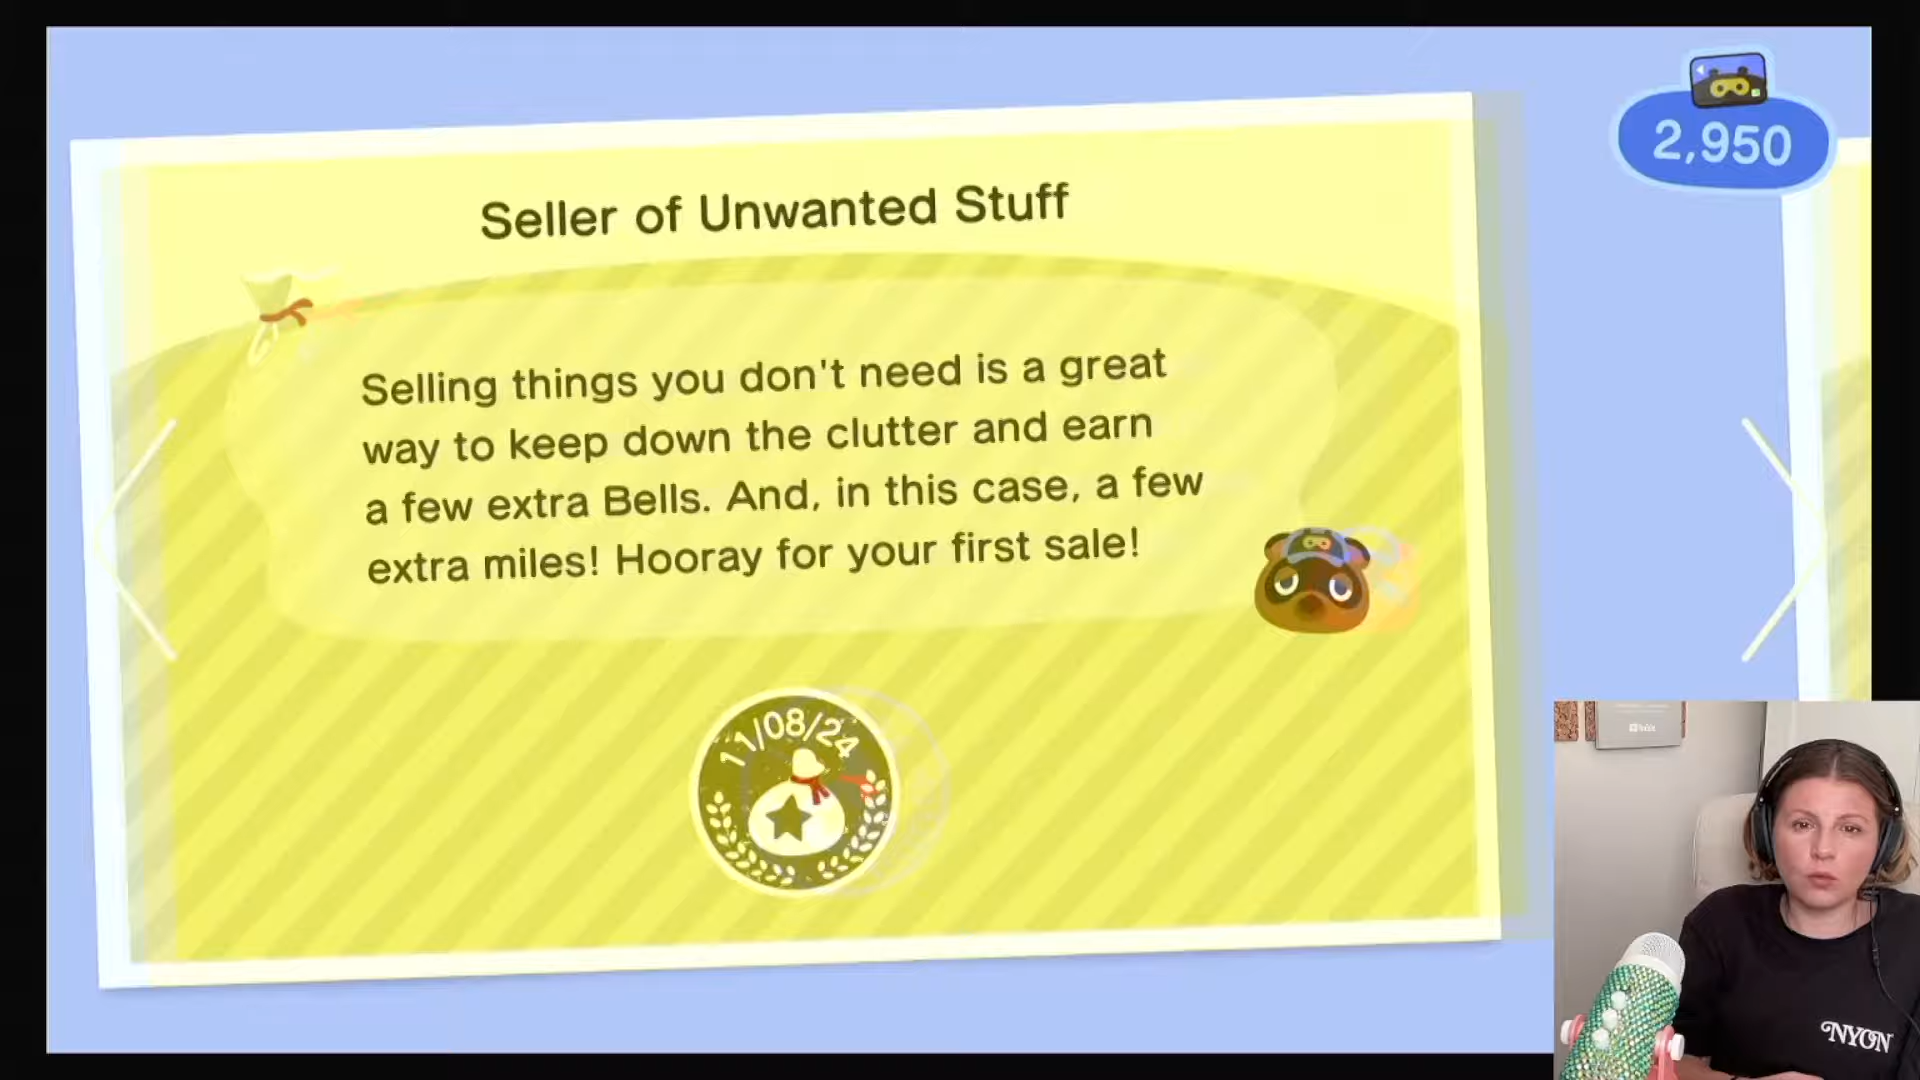 2,950
Seller of Unwanted Stuff
Selling things you don't need is a great
way to keep down the clutter and earn
a few extra Bells. And, in this case, a few
extra miles! Hooray for your first sale!
11/08/24
YouTube
NYON